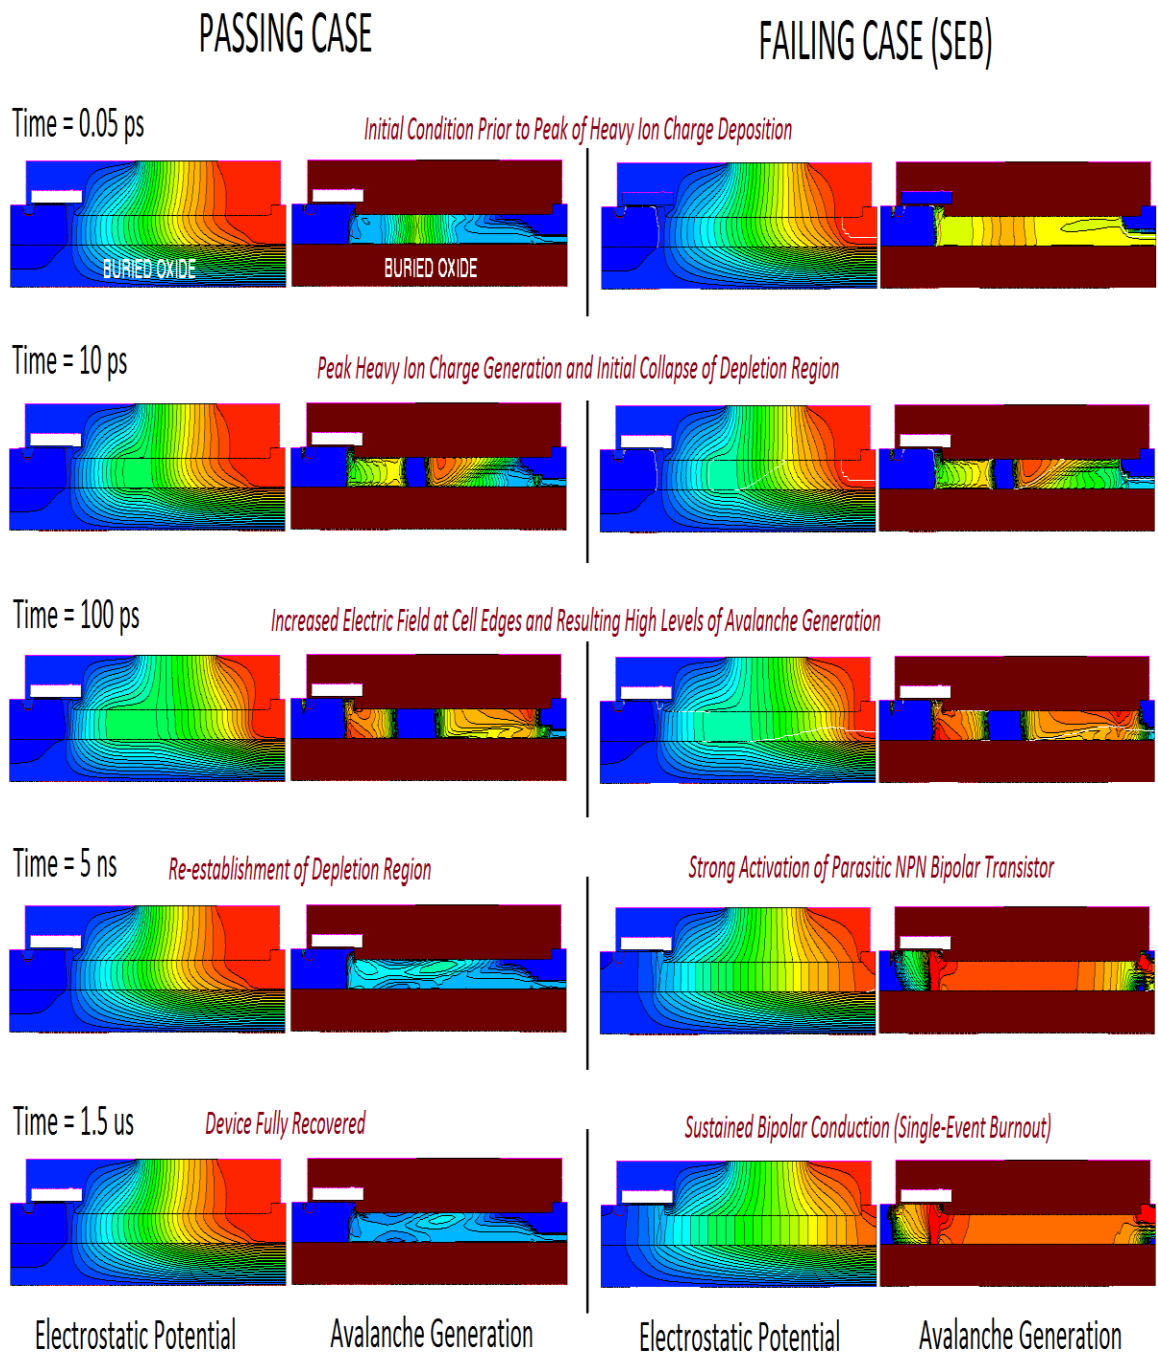 PASSING CASE
FAILING CASE (SEB)
Time = 0.05 ps
Initial Condition Prior to Peak of Heavy Ion Charge Deposition
BURIED OXIDE
BURIED OXIDE
Time = 10 ps
Peak Heavy Ion Charge Generation and Initial Collapse of Depletion Region
Time = 100 ps
Increased Electric Field at Cell Edges and Resulting High Levels of Avalanche Generation
Time = 5 ns
Re-establishment of Depletion Region
Strong Activation of Parasitic NPN Bipolar Transistor
Time = 1.5 us
Device Fully Recovered
Sustained Bipolar Conduction (Single-Event Burnout)
Electrostatic Potential
Avalanche Generation
Electrostatic Potential
Avalanche Generation